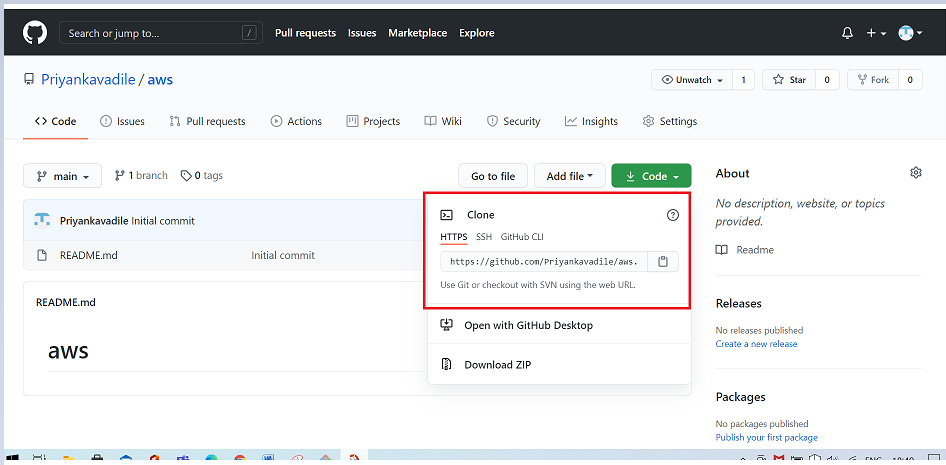 Search or jump to... /
Pull requests Issues Marketplace Explore
Priyankavadile / aws
Unwatch 1 Star 0 Fork 0
<> Code Issues Pull requests Actions Projects Wiki Security Insights Settings
main 1 branch 0 tags Go to file Add file Code
Priyankavadile Initial commit
README.md Initial commit
README.md
aws
Clone
HTTPS SSH GitHub CLI
https://github.com/Priyankavadile/aws.
Use Git or checkout with SVN using the web URL.
Open with GitHub Desktop
Download ZIP
About
No description, website, or topics
provided.
Readme
Releases
No releases published
Create a new release
Packages
No packages published
Publish your first package